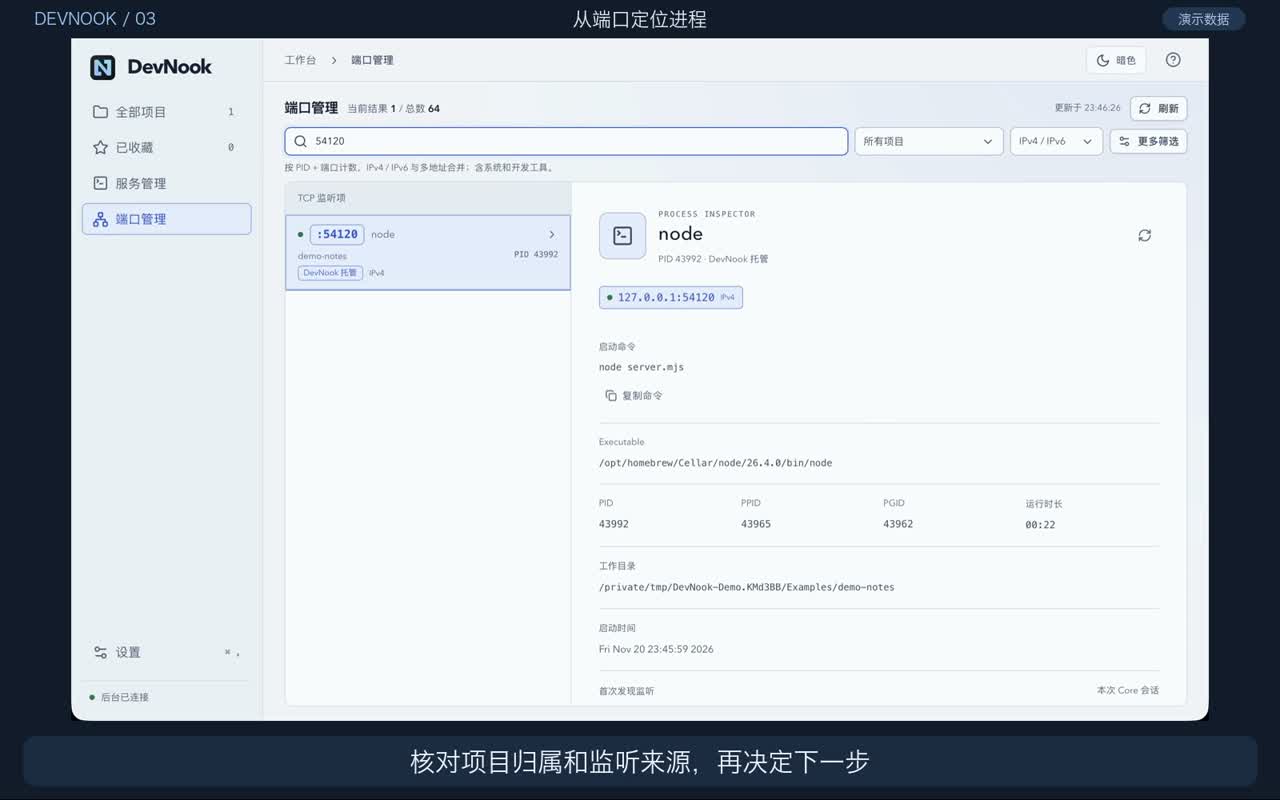 DEVNOOK / 03
从端口定位进程
演示数据
DevNook
工作台 > 端口管理
暗色
全部项目 1
已收藏 0
服务管理
端口管理
端口管理 当前结果 1 / 总数 64
更新于 23:46:26
刷新
54120
所有项目
IPv4 / IPv6
更多筛选
按 PID + 端口计数，IPv4 / IPv6 与多地址合并；含系统和开发工具。
TCP 监听项
:54120 node
demo-notes
PID 43992
DevNook 托管 IPv4
PROCESS INSPECTOR
node
PID 43992 · DevNook 托管
127.0.0.1:54120 IPv4
启动命令
node server.mjs
复制命令
Executable
/opt/homebrew/Cellar/node/26.4.0/bin/node
PID PPID PGID 运行时长
43992 43965 43962 00:22
工作目录
/private/tmp/DevNook-Demo.KMd3BB/Examples/demo-notes
启动时间
Fri Nov 20 23:45:59 2026
首次发现监听 本次 Core 会话
设置 ⌘ ,
后台已连接
核对项目归属和监听来源，再决定下一步